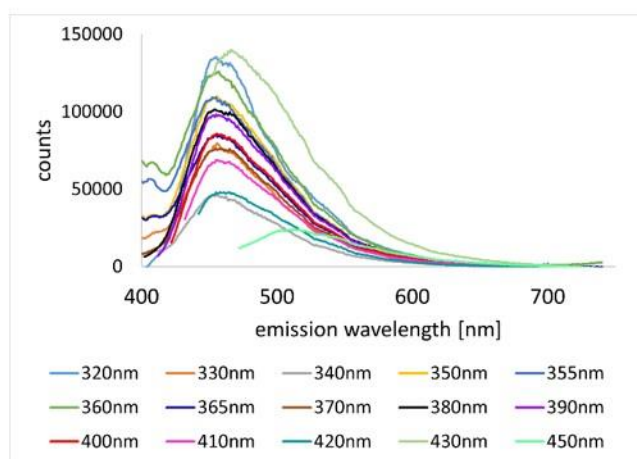 150000
100000
50000
0
counts
400 500 600 700
emission wavelength [nm]
320nm 330nm 340nm 350nm 355nm
360nm 365nm 370nm 380nm 390nm
400nm 410nm 420nm 430nm 450nm